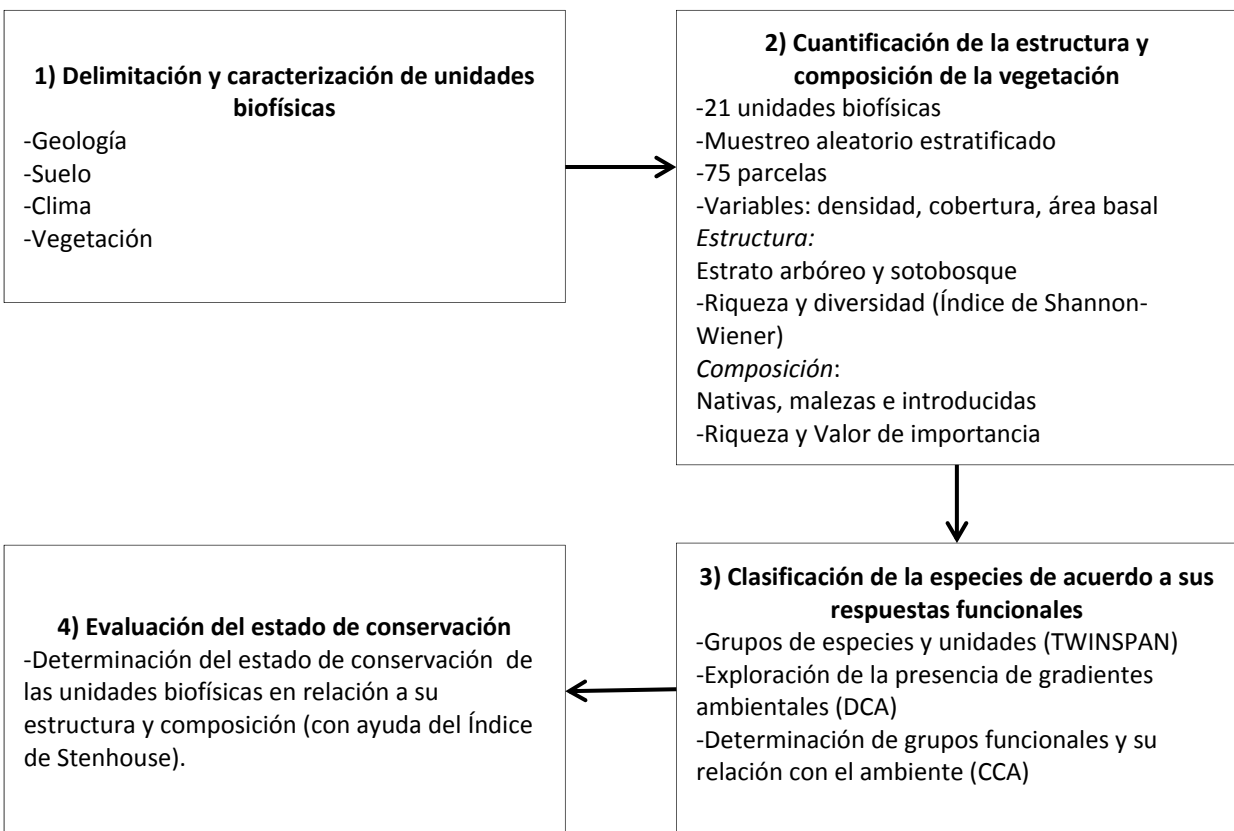 1) Delimitación y caracterización de unidades
biofísicas
-Geología
-Suelo
-Clima
-Vegetación
2) Cuantificación de la estructura y
composición de la vegetación
-21 unidades biofísicas
-Muestreo aleatorio estratificado
-75 parcelas
-Variables: densidad, cobertura, área basal
Estructura:
Estrato arbóreo y sotobosque
-Riqueza y diversidad (Índice de Shannon-
Wiener)
Composición:
Nativas, malezas e introducidas
-Riqueza y Valor de importancia
3) Clasificación de la especies de acuerdo a sus
respuestas funcionales
-Grupos de especies y unidades (TWINSPAN)
-Exploración de la presencia de gradientes
ambientales (DCA)
-Determinación de grupos funcionales y su
relación con el ambiente (CCA)
4) Evaluación del estado de conservación
-Determinación del estado de conservación de
las unidades biofísicas en relación a su
estructura y composición (con ayuda del Índice
de Stenhouse).